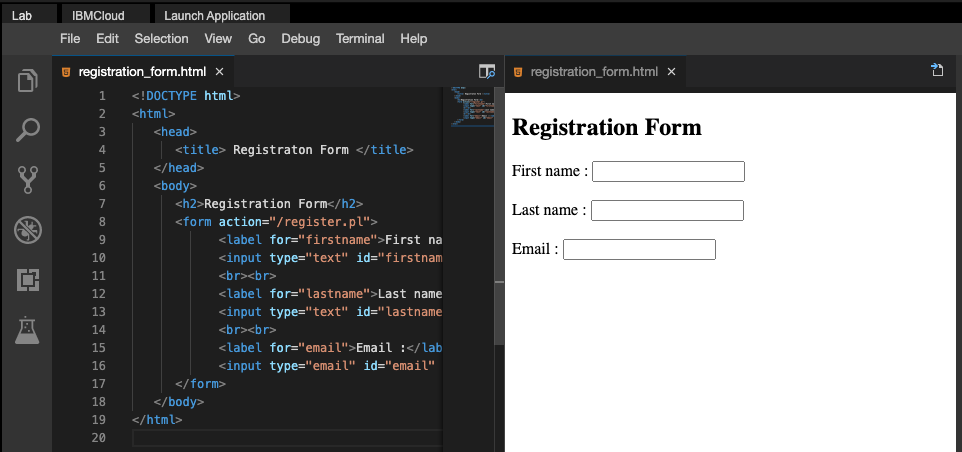 Lab IBMCloud Launch Application
File Edit Selection View Go Debug Terminal Help
registration_form.html ×
1 <!DOCTYPE html>
2 <html>
3 <head>
4 <title> Registraton Form </title>
5 </head>
6 <body>
7 <h2>Registration Form</h2>
8 <form action="/register.pl">
9 <label for="firstname">First na
10 <input type="text" id="firstnam
11 <br><br>
12 <label for="lastname">Last name
13 <input type="text" id="lastname
14 <br><br>
15 <label for="email">Email :</lab
16 <input type="email" id="email"
17 </form>
18 </body>
19 </html>
20
registration_form.html ×
Registration Form
First name :
Last name :
Email :